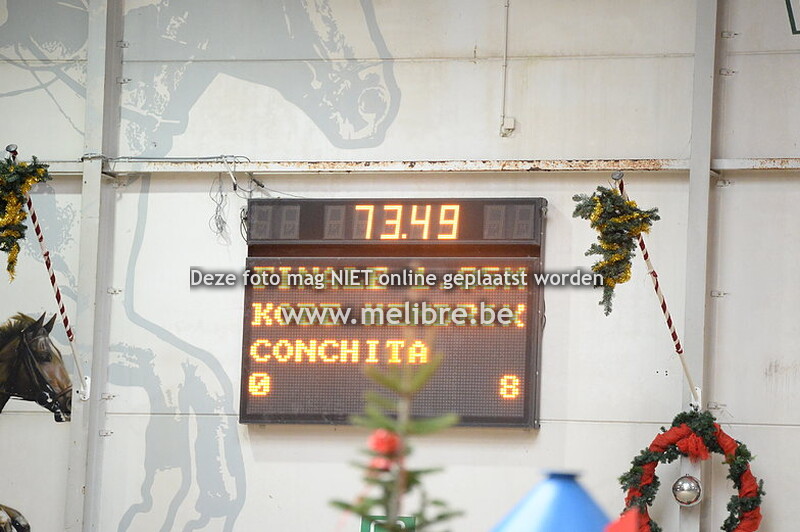 73.49
Deze foto mag NIET online geplaatst worden
www.melibre.be
CONCHITA
0 8